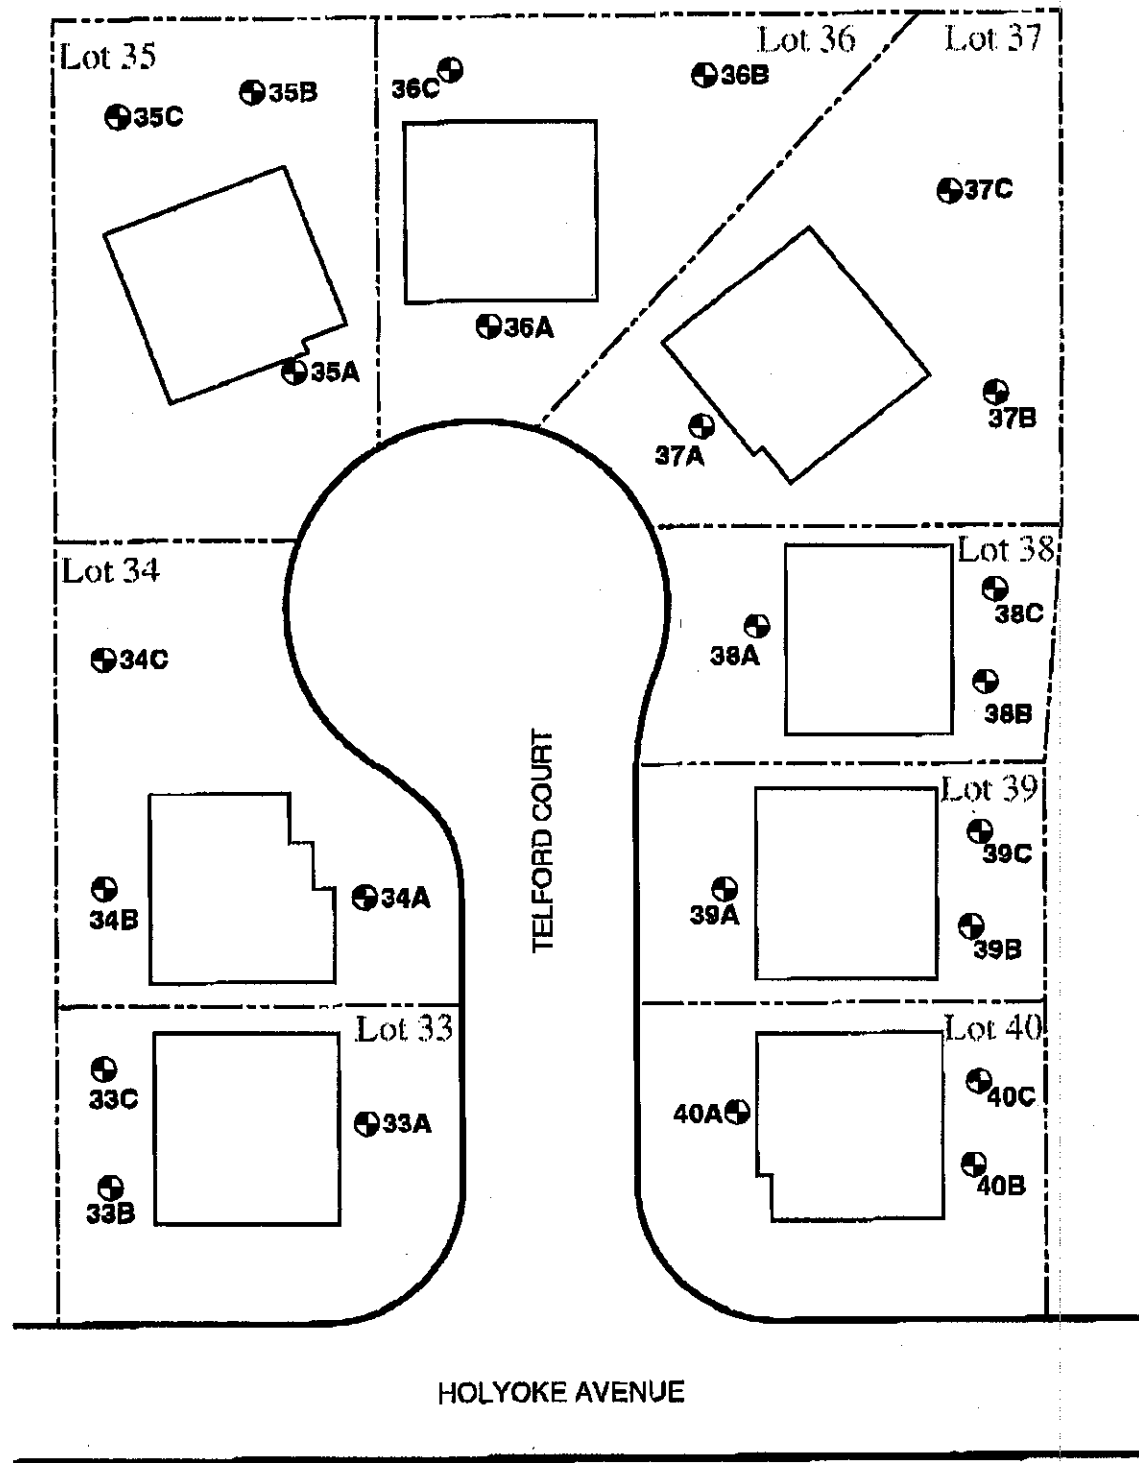 Lot 35
Lot 36
Lot 37
35C
35B
36C
36B
37C
36A
35A
37A
37B
Lot 34
Lot 38
38C
38A
38B
34C
TELFORD COURT
Lot 39
39C
39A
39B
34B
34A
Lot 33
Lot 40
33C
33A
33B
40A
40C
40B
HOLYOKE AVENUE